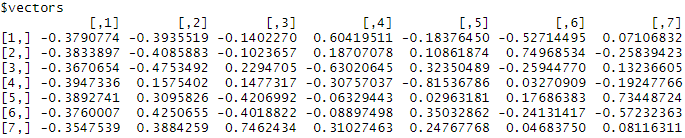 $vectors
[,1] [,2] [,3] [,4] [,5] [,6] [,7]
[1,] -0.3790774 -0.3935519 -0.1402270 0.60419511 -0.18376450 -0.52714495 0.07106832
[2,] -0.3833897 -0.4085883 -0.1023657 0.18707078 0.10861874 0.74968534 -0.25839423
[3,] -0.3670654 -0.4753492 0.2294705 -0.63020645 0.32350489 -0.25944770 0.13236605
[4,] -0.3947336 0.1575402 0.1477317 -0.30757037 -0.81536786 0.03270909 -0.19247766
[5,] -0.3892741 0.3095826 -0.4206992 -0.06329443 0.02963181 0.17686383 0.73448724
[6,] -0.3760007 0.4250655 -0.4018822 -0.08897498 0.35032862 -0.24131417 -0.57232363
[7,] -0.3547539 0.3884259 0.7462434 0.31027463 0.24767768 0.04683750 0.08116311